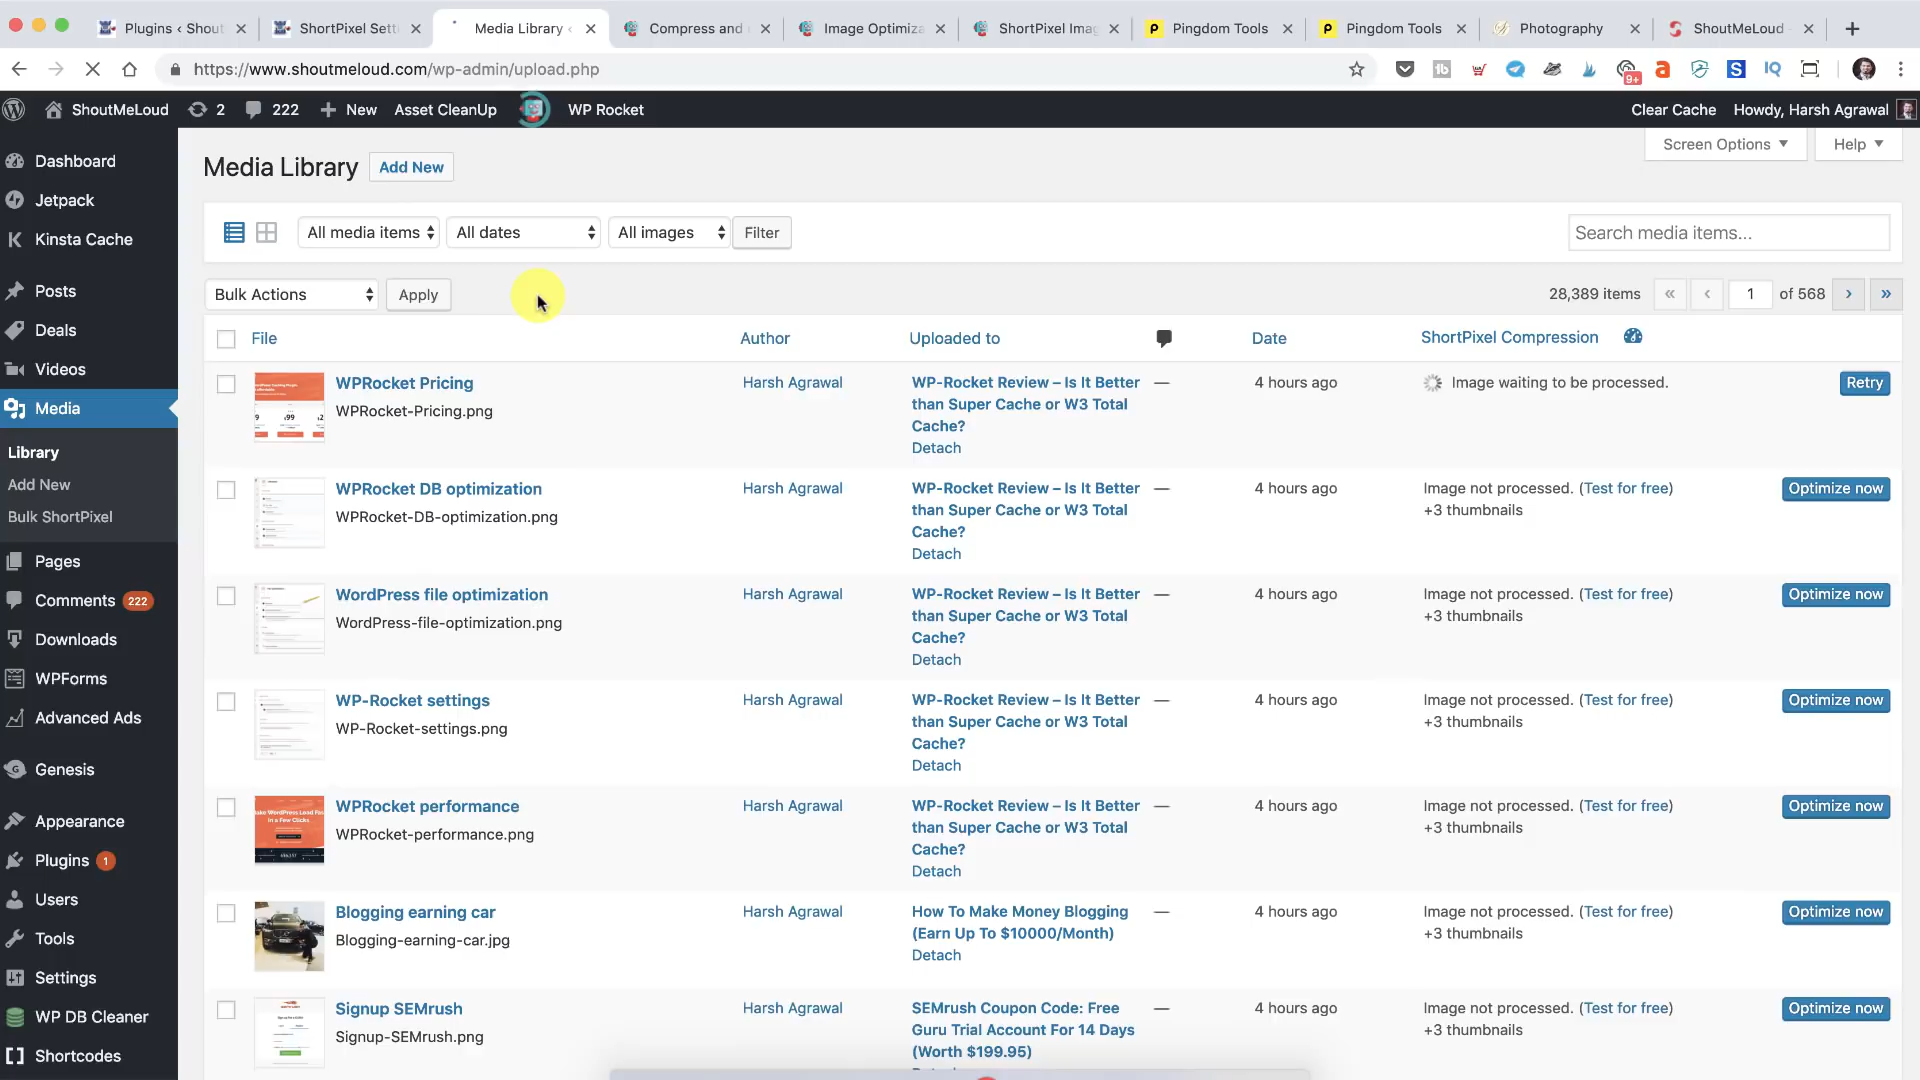 Plugins ‹ Shout
ShortPixel Sett
Media Library ‹
Compress and
Image Optimiza
ShortPixel Imag
Pingdom Tools
Pingdom Tools
Photography
ShoutMeLoud
https://www.shoutmeloud.com/wp-admin/upload.php
9+
ShoutMeLoud
2
222
New
Asset CleanUp
WP Rocket
Clear Cache
Howdy, Harsh Agrawal
Dashboard
Jetpack
Kinsta Cache
Posts
Deals
Videos
Media
Library
Add New
Bulk ShortPixel
Pages
Comments 222
Downloads
WPForms
Advanced Ads
Genesis
Appearance
Plugins 1
Users
Tools
Settings
WP DB Cleaner
Shortcodes
Screen Options
Help
Media Library
Add New
All media items
All dates
All images
Filter
Search media items...
Bulk Actions
Apply
28,389 items
«
‹
1
of 568
›
»
File
Author
Uploaded to
Date
ShortPixel Compression
WPRocket Pricing
WPRocket-Pricing.png
Harsh Agrawal
WP-Rocket Review – Is It Better
than Super Cache or W3 Total
Cache?
Detach
—
4 hours ago
Image waiting to be processed.
Retry
WPRocket DB optimization
WPRocket-DB-optimization.png
Harsh Agrawal
WP-Rocket Review – Is It Better
than Super Cache or W3 Total
Cache?
Detach
—
4 hours ago
Image not processed. (Test for free)
+3 thumbnails
Optimize now
WordPress file optimization
WordPress-file-optimization.png
Harsh Agrawal
WP-Rocket Review – Is It Better
than Super Cache or W3 Total
Cache?
Detach
—
4 hours ago
Image not processed. (Test for free)
+3 thumbnails
Optimize now
WP-Rocket settings
WP-Rocket-settings.png
Harsh Agrawal
WP-Rocket Review – Is It Better
than Super Cache or W3 Total
Cache?
Detach
—
4 hours ago
Image not processed. (Test for free)
+3 thumbnails
Optimize now
WPRocket performance
WPRocket-performance.png
Harsh Agrawal
WP-Rocket Review – Is It Better
than Super Cache or W3 Total
Cache?
Detach
—
4 hours ago
Image not processed. (Test for free)
+3 thumbnails
Optimize now
Blogging earning car
Blogging-earning-car.jpg
Harsh Agrawal
How To Make Money Blogging
(Earn Up To $10000/Month)
Detach
—
4 hours ago
Image not processed. (Test for free)
+3 thumbnails
Optimize now
Signup SEMrush
Signup-SEMrush.png
Harsh Agrawal
SEMrush Coupon Code: Free
Guru Trial Account For 14 Days
(Worth $199.95)
—
4 hours ago
Image not processed. (Test for free)
+3 thumbnails
Optimize now